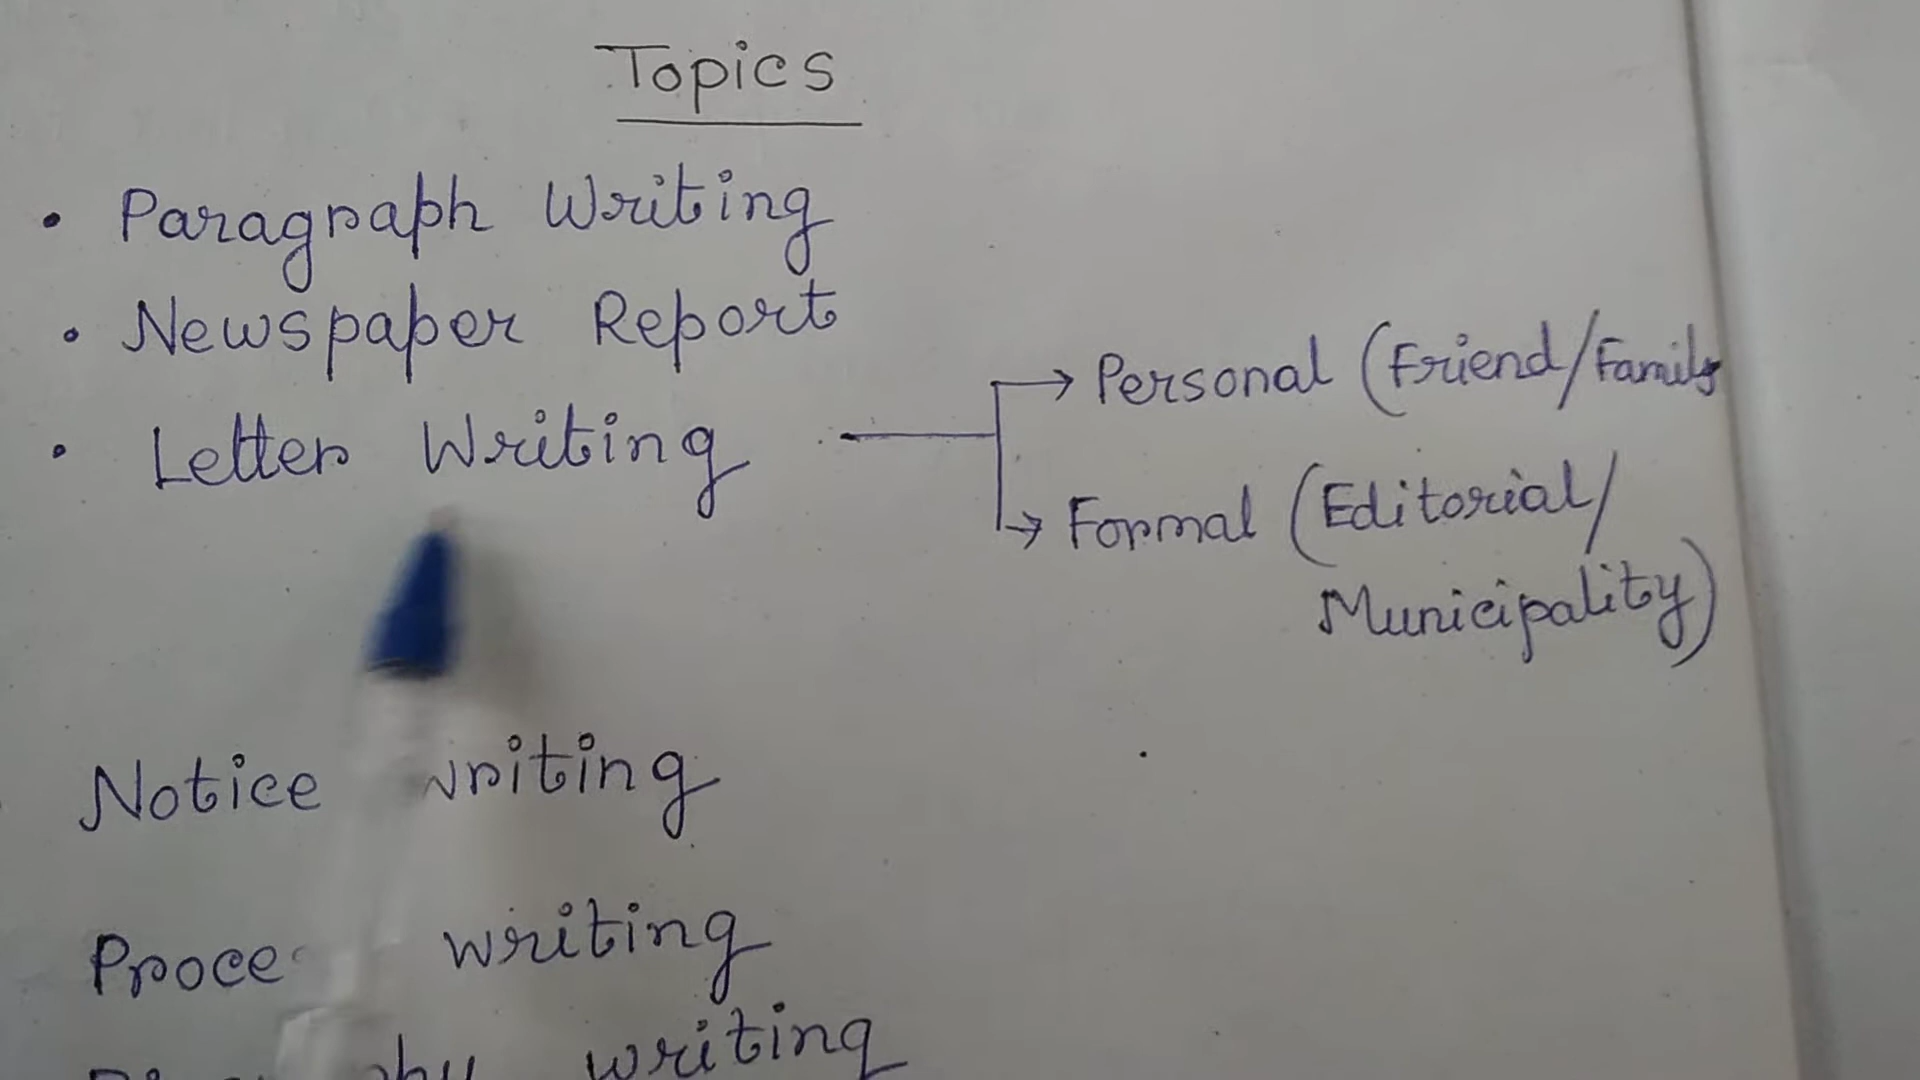 Topics
• Paragraph Writing
• Newspaper Report
• Letter Writing
→ Personal (Friend/Family
→ Formal (Editorial/
Municipality)
Notice writing
writing
writing